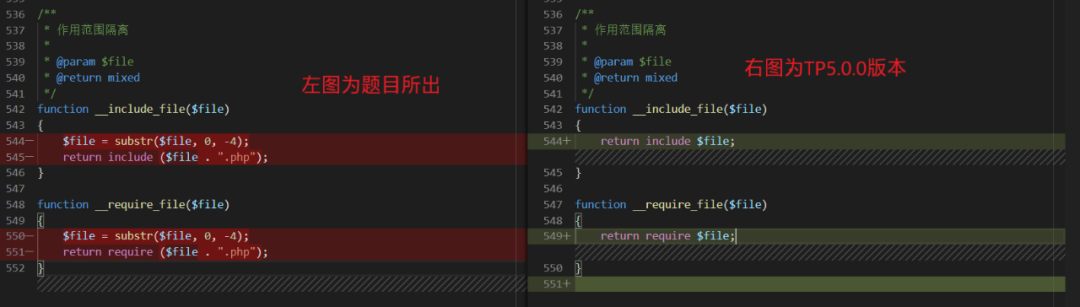 536 /**
537  * 作用范围隔离
538  *
539  * @param $file
540  * @return mixed
541  */
542 function __include_file($file)
543 {
544—     $file = substr($file, 0, -4);
545—     return include ($file . ".php");
546 }
547
548 function __require_file($file)
549 {
550—     $file = substr($file, 0, -4);
551—     return require ($file . ".php");
552 }
左图为题目所出
536 /**
537  * 作用范围隔离
538  *
539  * @param $file
540  * @return mixed
541  */
542 function __include_file($file)
543 {
544+     return include $file;
545 }
546
547 function __require_file($file)
548 {
549+     return require $file;
550 }
551+
右图为TP5.0.0版本